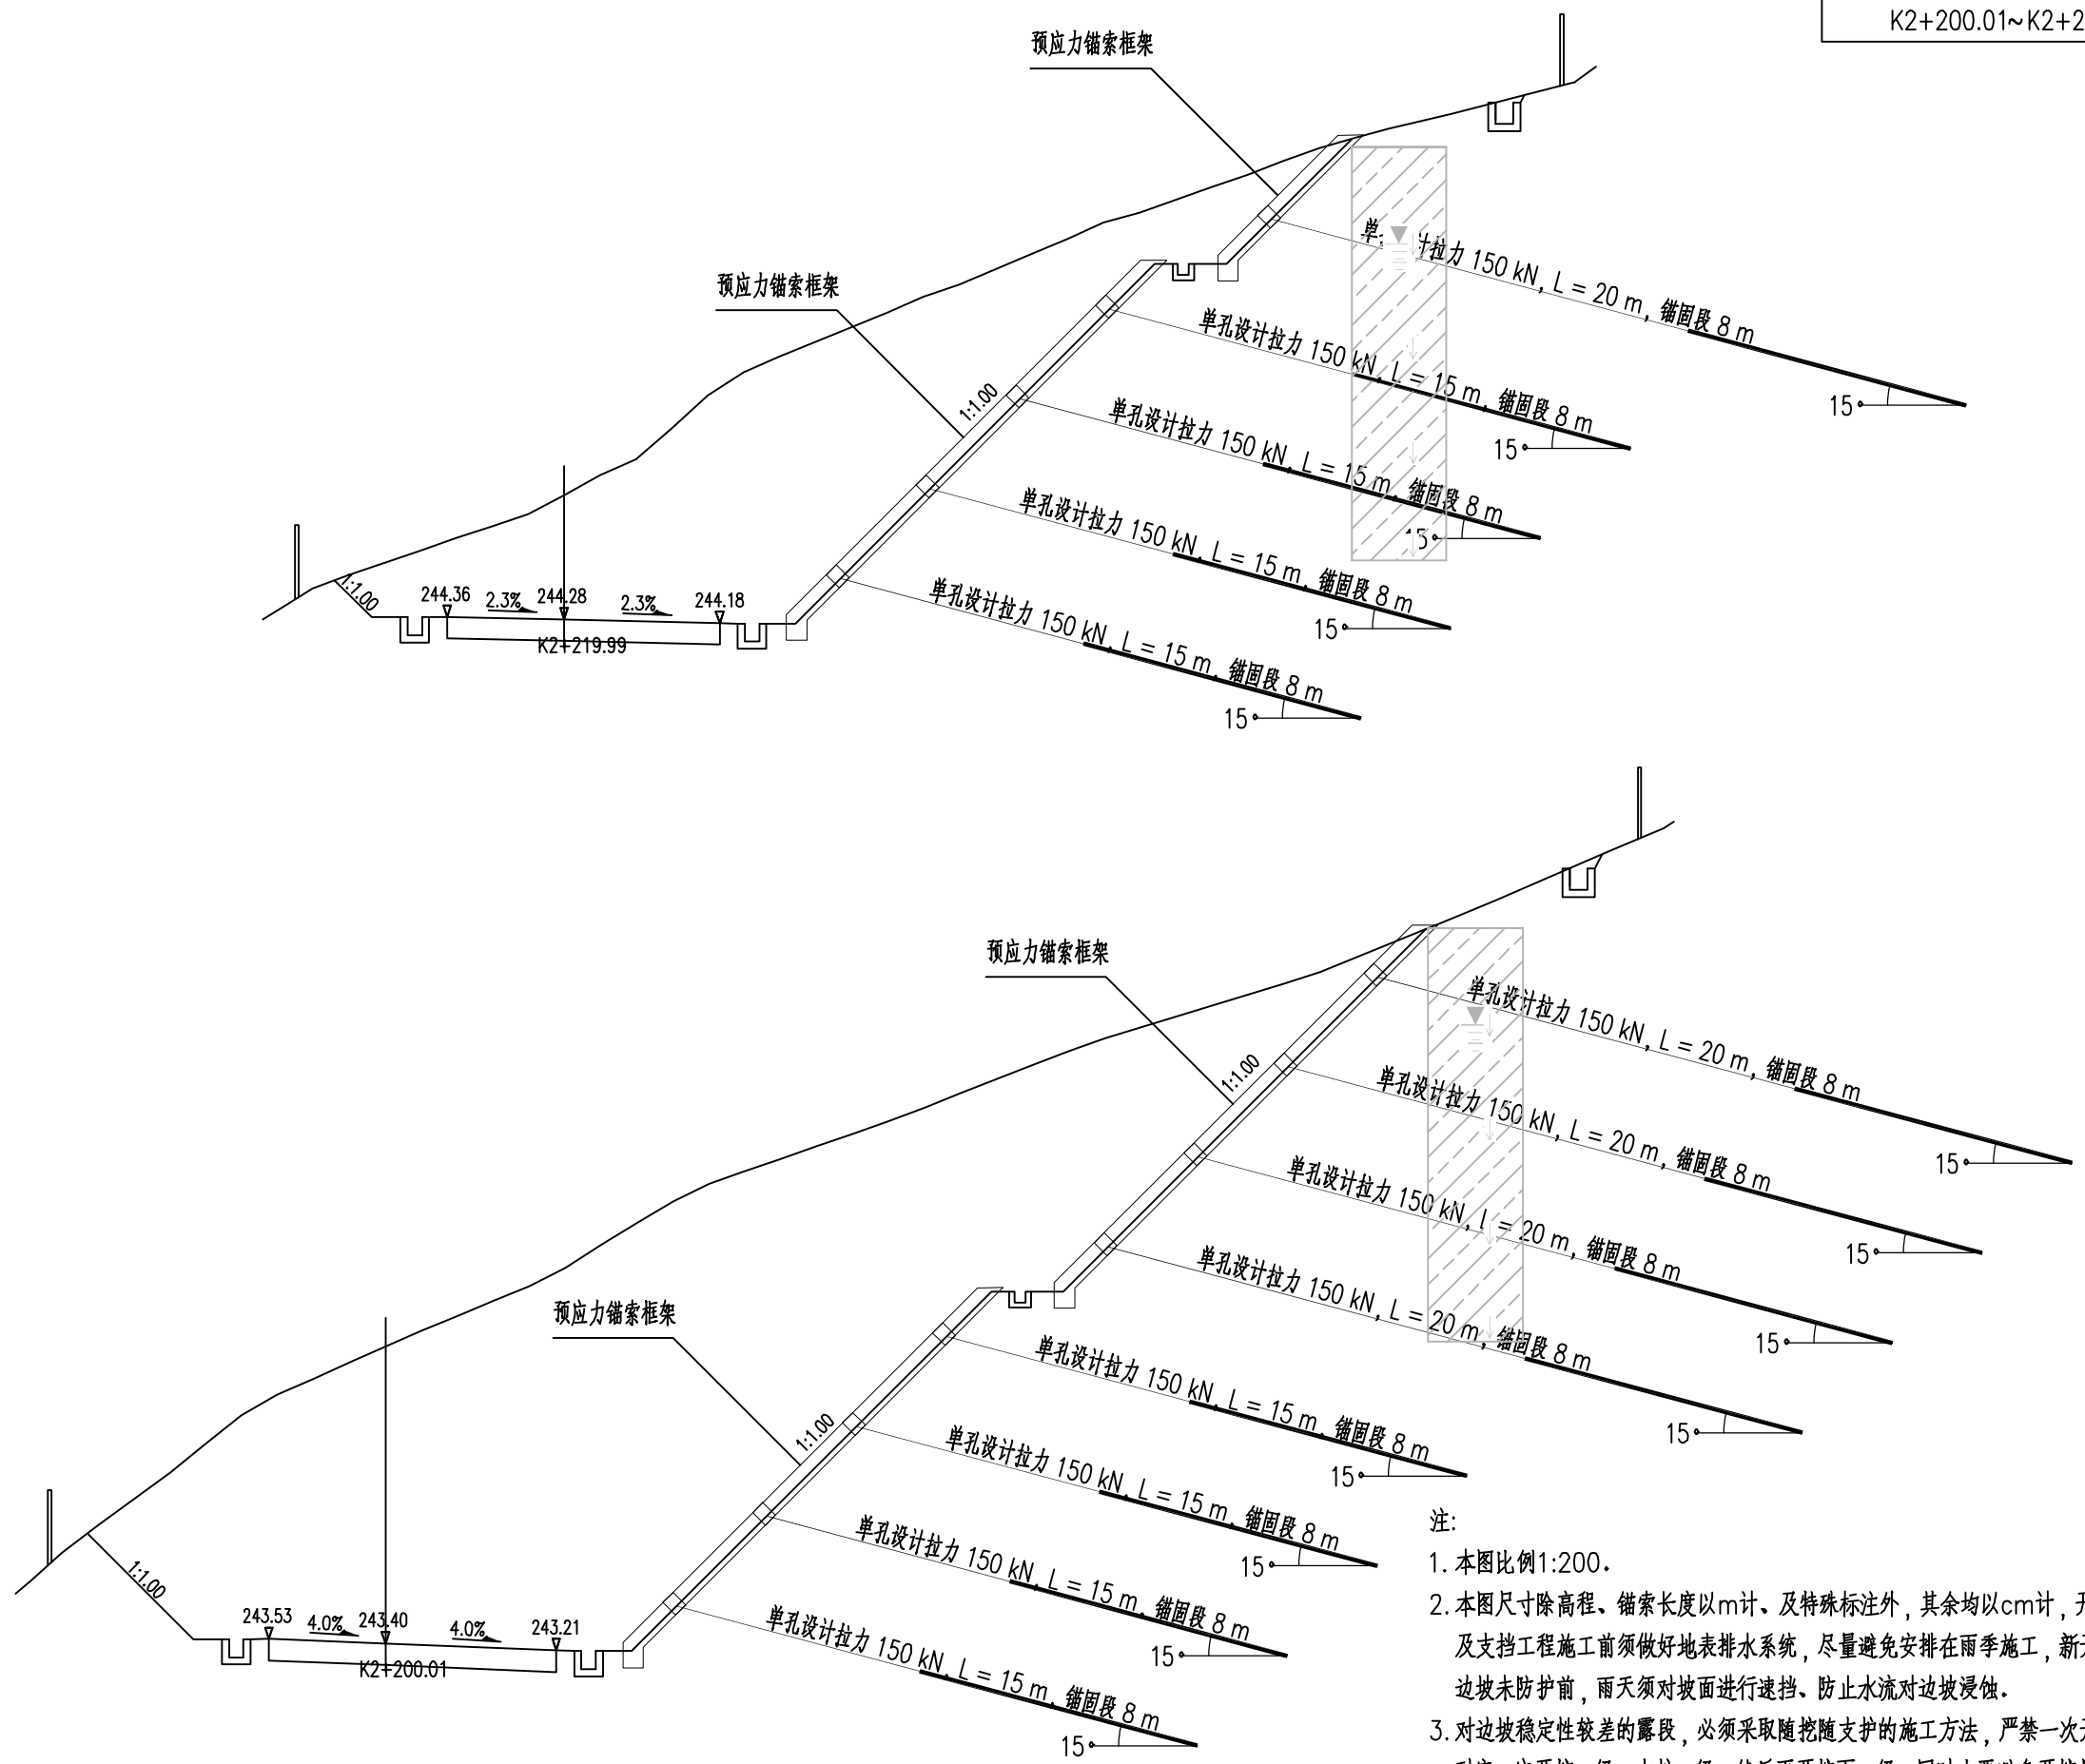 K2+200.01~K2+2
预应力锚索框架
预应力锚索框架
单孔设计拉力 150 kN, L = 20 m, 锚固段 8 m
15°
1:1.00
单孔设计拉力 150 kN, L = 15 m, 锚固段 8 m
15°
单孔设计拉力 150 kN, L = 15 m, 锚固段 8 m
15°
单孔设计拉力 150 kN, L = 15 m, 锚固段 8 m
15°
单孔设计拉力 150 kN, L = 15 m, 锚固段 8 m
15°
1:1.00
244.36
2.3%
244.28
2.3%
244.18
K2+219.99
预应力锚索框架
单孔设计拉力 150 kN, L = 20 m, 锚固段 8 m
15°
1:1.00
单孔设计拉力 150 kN, L = 20 m, 锚固段 8 m
15°
单孔设计拉力 150 kN, L = 20 m, 锚固段 8 m
15°
单孔设计拉力 150 kN, L = 20 m, 锚固段 8 m
15°
预应力锚索框架
单孔设计拉力 150 kN, L = 15 m, 锚固段 8 m
15°
1:1.00
单孔设计拉力 150 kN, L = 15 m, 锚固段 8 m
15°
单孔设计拉力 150 kN, L = 15 m, 锚固段 8 m
15°
单孔设计拉力 150 kN, L = 15 m, 锚固段 8 m
15°
1:1.00
243.53
4.0%
243.40
4.0%
243.21
K2+200.01
注:
1. 本图比例1:200.
2. 本图尺寸除高程、锚索长度以m计、及特殊标注外,其余均以cm计,
及支挡工程施工前须做好地表排水系统,尽量避免安排在雨季施工,新
边坡未防护前,雨天须对坡面进行速挡、防止水流对边坡浸蚀.
3. 对边坡稳定性较差的露段,必须采取随挖随支护的施工方法,严禁一次